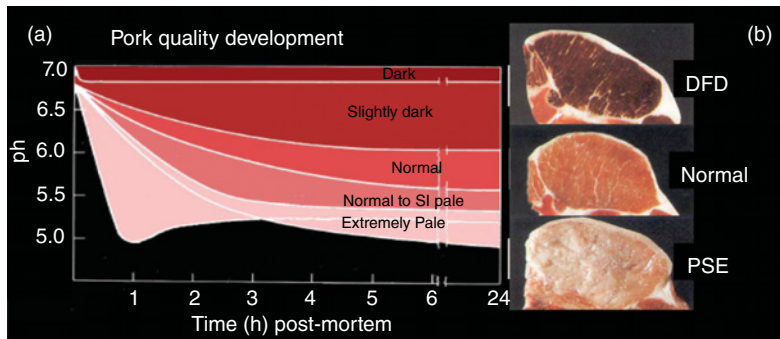 (a)
Pork quality development
(b)
7.0
6.5
6.0
5.5
5.0
ph
Dark
Slightly dark
Normal
Normal to SI pale
Extremely Pale
1 2 3 4 5 6 24
Time (h) post-mortem
DFD
Normal
PSE